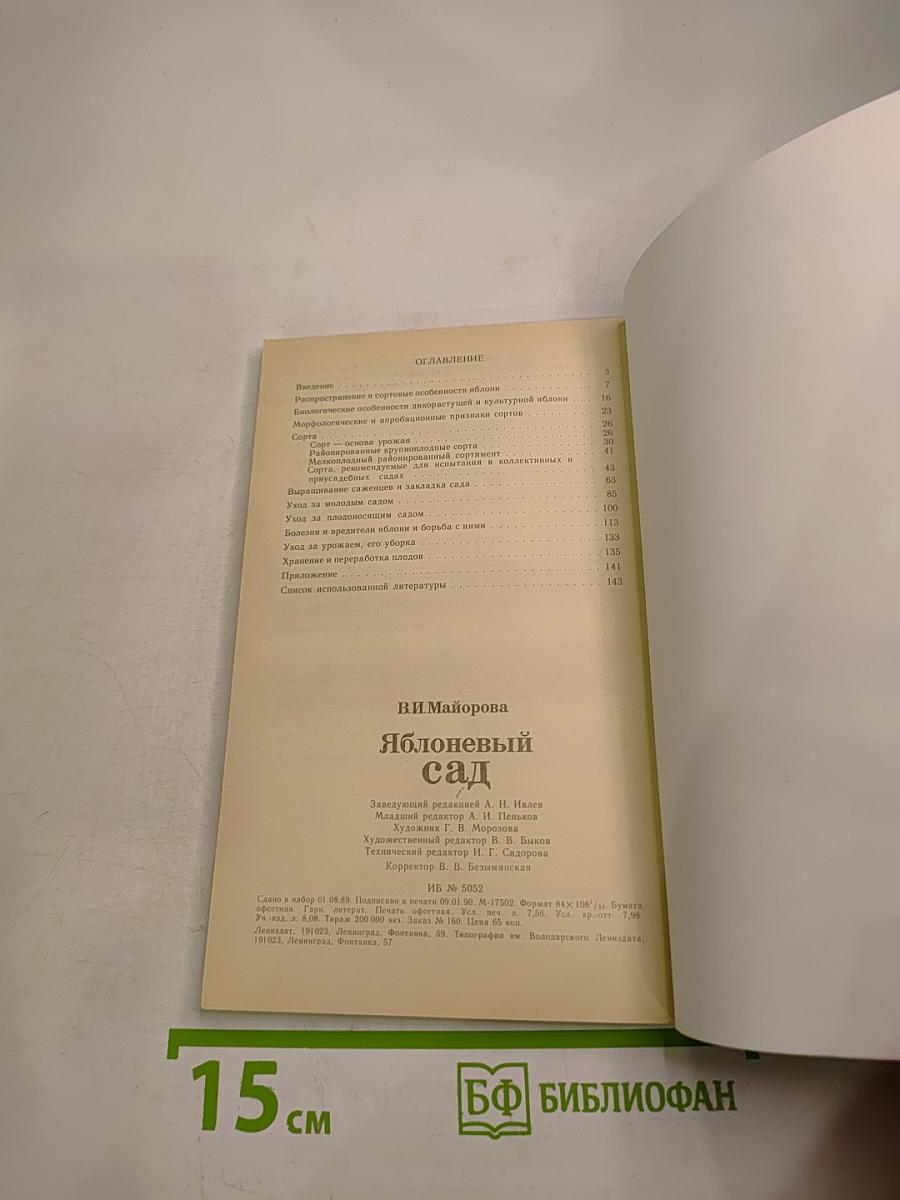 ОГЛАВЛЕНИЕ
Введение . . . . . . . . . . 3
Распространение и сортовые особенности яблони . . . . . . . . . . 7
Биологические особенности дикорастущей и культурной яблони . . . 16
Морфологические и апробационные признаки сортов . . . . . . . . . . 23
Сорта . . . . . . . . . . 26
Сорт — основа урожая . . . . . . . . . . 26
Районированные крупноплодные сорта . . . . . . . . . . 30
Мелкоплодный районированный сортимент . . . . . . . . . . 41
Сорта, рекомендуемые для испытания в коллективных и
приусадебных садах . . . . . . . . . . 43
Выращивание саженцев и закладка сада . . . . . . . . . . 63
Уход за молодым садом . . . . . . . . . . 85
Уход за плодоносящим садом . . . . . . . . . . 100
Болезни и вредители яблони и борьба с ними . . . . . . . . . . 113
Уход за урожаем, его уборка . . . . . . . . . . 133
Хранение и переработка плодов . . . . . . . . . . 135
Приложение . . . . . . . . . . 141
Список использованной литературы . . . . . . . . . . 143
В.И.Майорова
Яблоневый
сад
Заведующий редакцией А. Н. Ивлев
Младший редактор А. И. Пеньков
Художник Г. В. Морозова
Художественный редактор В. В. Быков
Технический редактор И. Г. Сидорова
Корректор В. В. Безымянская
ИБ № 5052
Сдано в набор 01.08.89. Подписано к печати 09.01.90. М-17502. Формат 84×108¹/₃₂. Бумага
офсетная. Гарн. литерат. Печать офсетная. Усл. печ. л. 7,56. Усл. кр.-отт. 7,98.
Уч.-изд. л. 8,08. Тираж 200 000 экз. Заказ № 160. Цена 65 коп.
Лениздат, 191023, Ленинград, Фонтанка, 59. Типография им. Володарского Лениздата,
191023, Ленинград, Фонтанка, 57
15 см
БФ БИБЛИОФАН